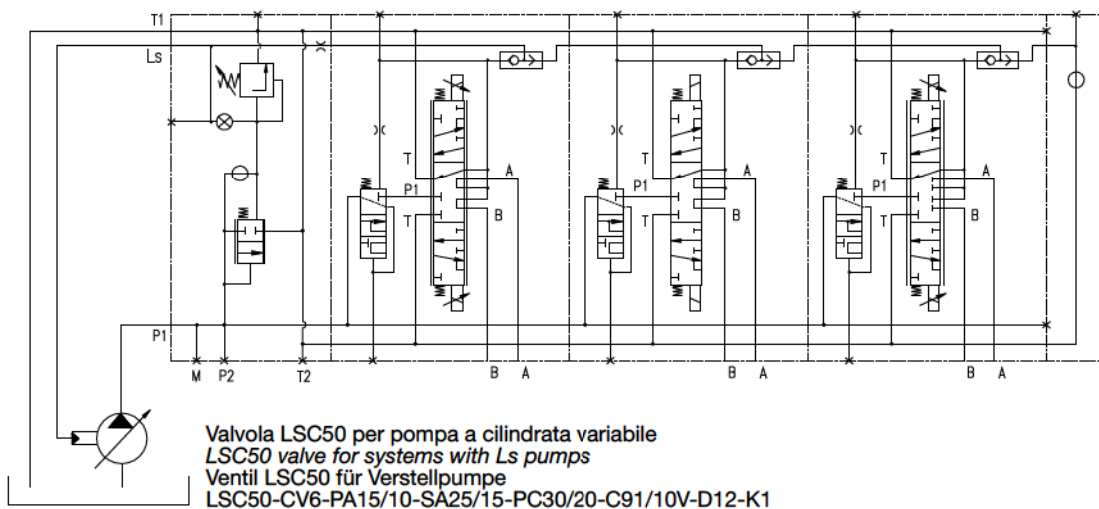 T1
Ls
T
A
P1
B
T
T
A
P1
B
T
T
A
P1
B
T
P1
M P2 T2 B A B A B A
Valvola LSC50 per pompa a cilindrata variabile
LSC50 valve for systems with Ls pumps
Ventil LSC50 für Verstellpumpe
LSC50-CV6-PA15/10-SA25/15-PC30/20-C91/10V-D12-K1